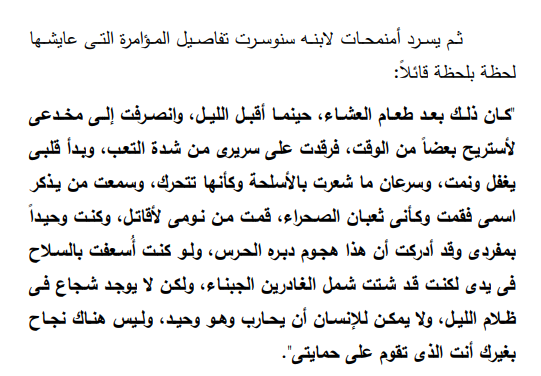 ثم يسرد أمنمحات لابنه سنوسرت تفاصيل المؤامرة التى عايشها
لحظة بلحظة قائلاً:
"كان ذلك بعد طعام العشاء، حينما أقبل الليل، وانصرفت إلى مخدعى
لأستريح بعضاً من الوقت، فرقدت على سريرى من شدة التعب، وبدأ قلبى
يغفل ونمت، وسرعان ما شعرت بالأسلحة وكأنها تتحرك، وسمعت من يذكر
اسمى فقمت وكأنى ثعبان الصحراء، قمت من نومى لأقاتل، وكنت وحيداً
بمفردى وقد أدركت أن هذا هجوم دبره الحرس، ولو كنت أُسعفت بالسلاح
فى يدى لكنت قد شتت شمل الغادرين الجبناء، ولكن لا يوجد شجاع فى
ظلام الليل، ولا يمكن للإنسان أن يحارب وهو وحيد، وليس هناك نجاح
بغيرك أنت الذى تقوم على حمايتى".